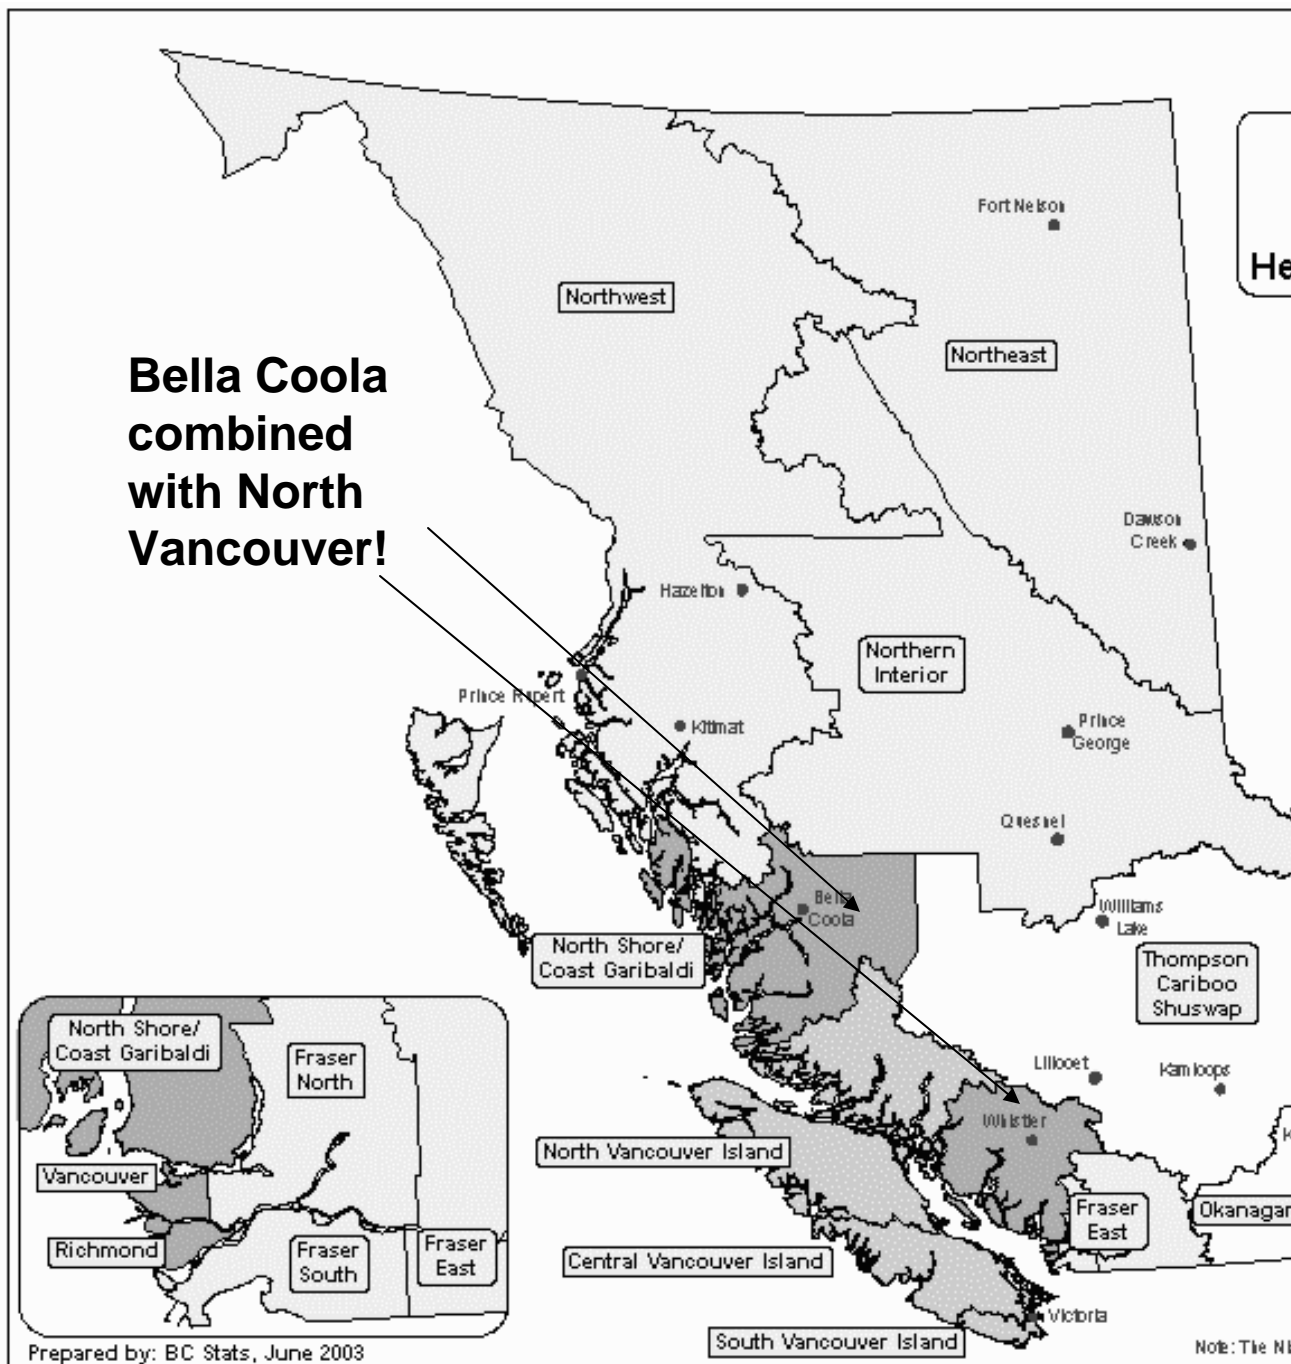 Fort Nelson
He
Northwest
Northeast
Bella Coola
combined
with North
Vancouver!
Dawson
Creek
Hazelton
Northern
Interior
Prince Rupert
Kitimat
Prince
George
Quesnel
Bella
Coola
Williams
Lake
North Shore/
Coast Garibaldi
Thompson
Cariboo
Shuswap
North Shore/
Coast Garibaldi
Fraser
North
Lillooet
Kamloops
Whistler
K
North Vancouver Island
Vancouver
Fraser
East
Okanagan
Richmond
Fraser
South
Fraser
East
Central Vancouver Island
Victoria
South Vancouver Island
Prepared by: BC Stats, June 2003
Note: The